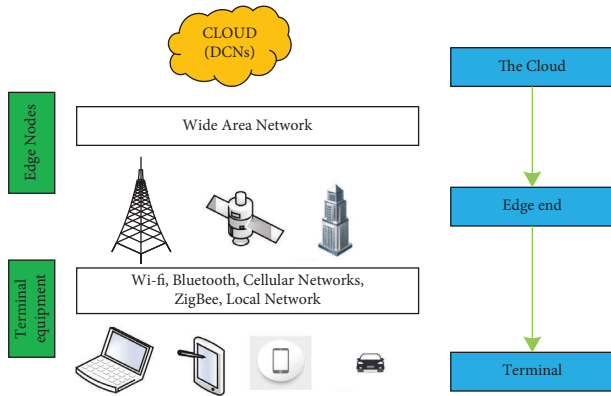 CLOUD
(DCNs)
The Cloud
Edge Nodes
Wide Area Network
Edge end
Terminal
equipment
Wi-fi, Bluetooth, Cellular Networks,
ZigBee, Local Network
Terminal